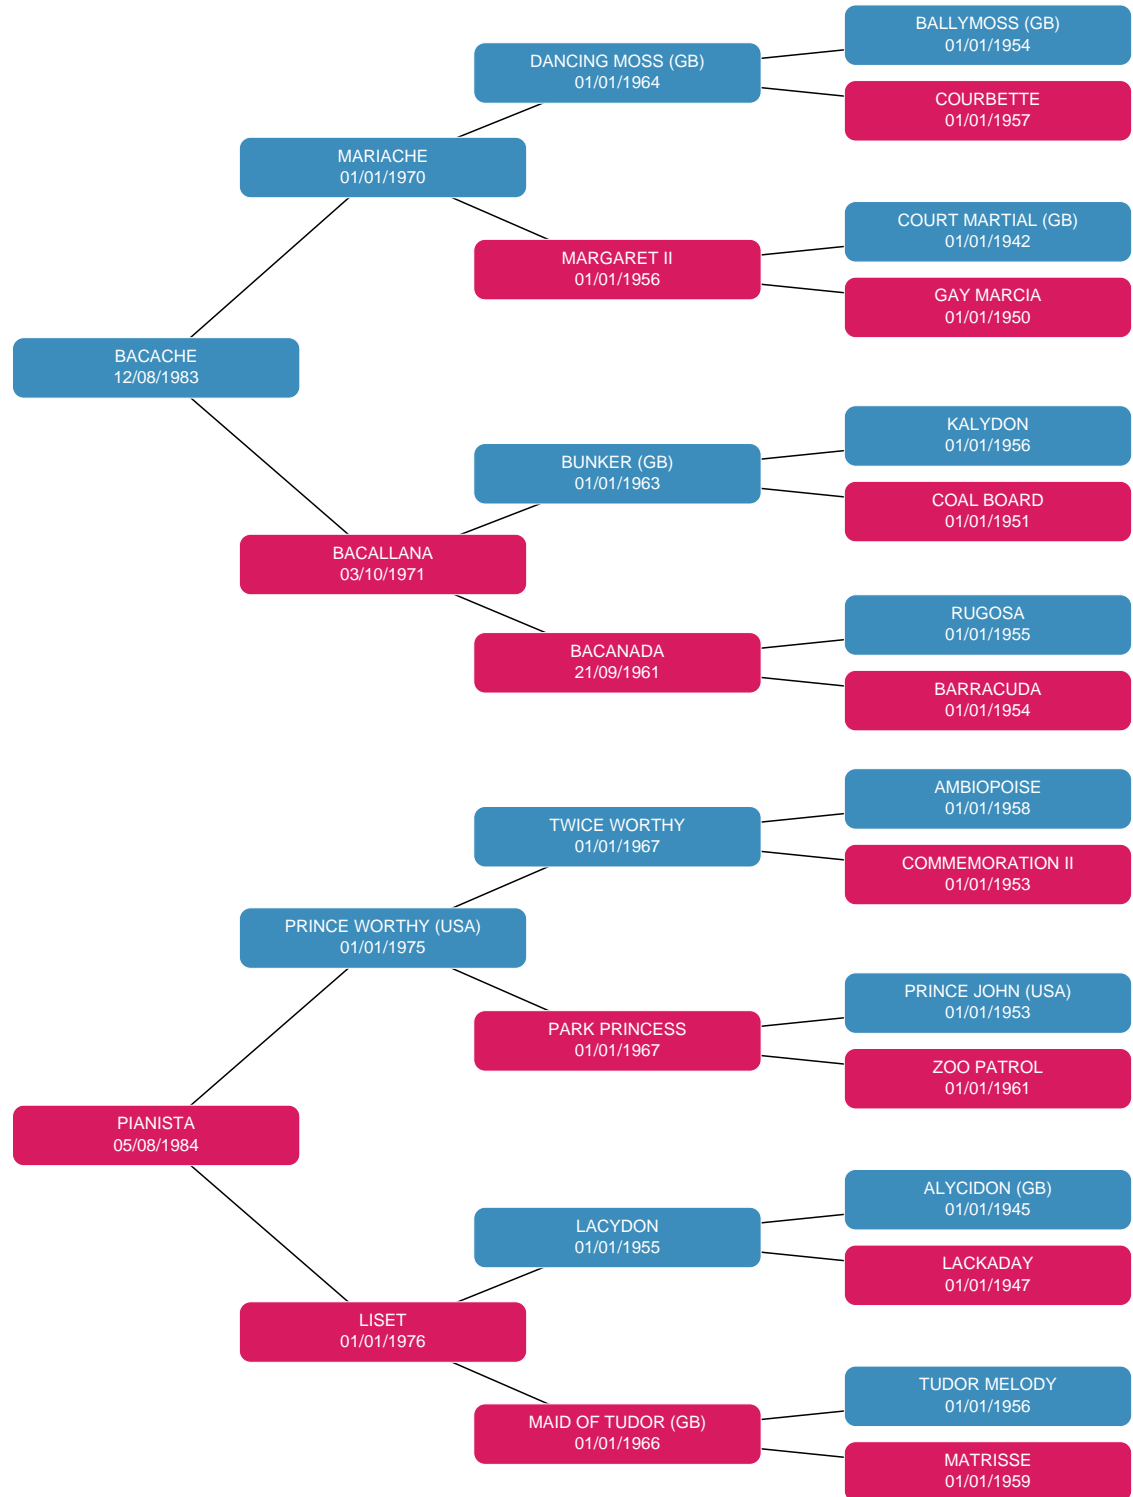 BALLYMOSS (GB)
01/01/1954
DANCING MOSS (GB)
01/01/1964
COURBETTE
01/01/1957
MARIACHE
01/01/1970
COURT MARTIAL (GB)
01/01/1942
MARGARET II
01/01/1956
GAY MARCIA
01/01/1950
BACACHE
12/08/1983
KALYDON
01/01/1956
BUNKER (GB)
01/01/1963
COAL BOARD
01/01/1951
BACALLANA
03/10/1971
RUGOSA
01/01/1955
BACANADA
21/09/1961
BARRACUDA
01/01/1954
AMBIOPOISE
01/01/1958
TWICE WORTHY
01/01/1967
COMMEMORATION II
01/01/1953
PRINCE WORTHY (USA)
01/01/1975
PRINCE JOHN (USA)
01/01/1953
PARK PRINCESS
01/01/1967
ZOO PATROL
01/01/1961
PIANISTA
05/08/1984
ALYCIDON (GB)
01/01/1945
LACYDON
01/01/1955
LACKADAY
01/01/1947
LISET
01/01/1976
TUDOR MELODY
01/01/1956
MAID OF TUDOR (GB)
01/01/1966
MATRISSE
01/01/1959